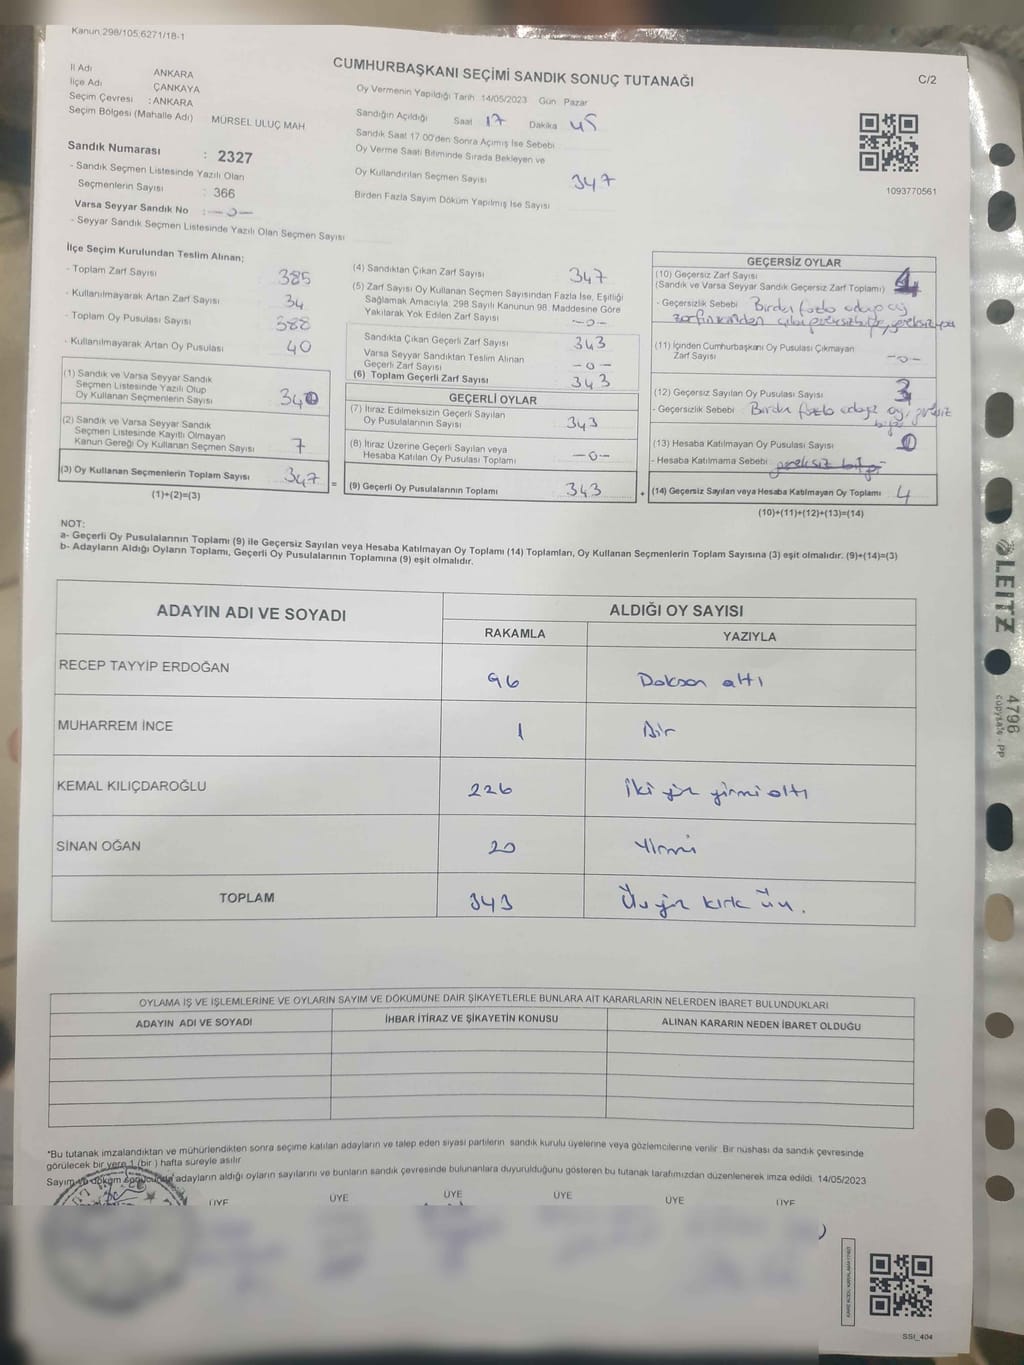 Kanun 298/105,6271/18-1
CUMHURBAŞKANI SEÇİMİ SANDIK SONUÇ TUTANAĞI
C/2
İl Adı ANKARA
İlçe Adı ÇANKAYA
Seçim Çevresi : ANKARA
Seçim Bölgesi (Mahalle Adı) MÜRSEL ULUÇ MAH
Sandık Numarası : 2327
- Sandık Seçmen Listesinde Yazılı Olan
Seçmenlerin Sayısı : 366
Varsa Seyyar Sandık No : -0-
- Seyyar Sandık Seçmen Listesinde Yazılı Olan Seçmen Sayısı
Oy Vermenin Yapıldığı Tarih 14/05/2023 Gün Pazar
Sandığın Açıldığı Saat 17 Dakika 45
Sandık Saat 17.00'den Sonra Açımış İse Sebebi
Oy Verme Saati Bitiminde Sırada Bekleyen ve
Oy Kullandırılan Seçmen Sayısı 347
Birden Fazla Sayım Döküm Yapılmış İse Sayısı
1093770561
İlçe Seçim Kurulundan Teslim Alınan;
- Toplam Zarf Sayısı 385
- Kullanılmayarak Artan Zarf Sayısı 34
- Toplam Oy Pusulası Sayısı 388
- Kullanılmayarak Artan Oy Pusulası 40
(1) Sandık ve Varsa Seyyar Sandık
Seçmen Listesinde Yazılı Olup
Oy Kullanan Seçmenlerin Sayısı 340
(2) Sandık ve Varsa Seyyar Sandık
Seçmen Listesinde Kayıtlı Olmayan
Kanun Gereği Oy Kullanan Seçmen Sayısı 7
(3) Oy Kullanan Seçmenlerin Toplam Sayısı 347
(1)+(2)=(3)
=
(4) Sandıktan Çıkan Zarf Sayısı 347
(5) Zarf Sayısı Oy Kullanan Seçmen Sayısından Fazla İse, Eşitliği
Sağlamak Amacıyla, 298 Sayılı Kanunun 98. Maddesine Göre
Yakılarak Yok Edilen Zarf Sayısı -0-
Sandıkta Çıkan Geçerli Zarf Sayısı 343
Varsa Seyyar Sandıktan Teslim Alınan
Geçerli Zarf Sayısı -0-
(6) Toplam Geçerli Zarf Sayısı 343
GEÇERLİ OYLAR
(7) İtiraz Edilmeksizin Geçerli Sayılan
Oy Pusulalarının Sayısı 343
(8) İtiraz Üzerine Geçerli Sayılan veya
Hesaba Katılan Oy Pusulası Toplamı -0-
(9) Geçerli Oy Pusulalarının Toplamı 343
+
GEÇERSİZ OYLAR
(10) Geçersiz Zarf Sayısı
(Sandık ve Varsa Seyyar Sandık Geçersiz Zarf Toplamı)
- Geçersizlik Sebebi Birden fazla adaya oy
(11) İçinden Cumhurbaşkanı Oy Pusulası Çıkmayan
Zarf Sayısı -0-
(12) Geçersiz Sayılan Oy Pusulası Sayısı 3
- Geçersizlik Sebebi Birden fazla adaya oy,
(13) Hesaba Katılmayan Oy Pusulası Sayısı 0
- Hesaba Katılmama Sebebi
(14) Geçersiz Sayılan veya Hesaba Katılmayan Oy Toplamı 4
(10)+(11)+(12)+(13)=(14)
NOT:
a- Geçerli Oy Pusulalarının Toplamı (9) ile Geçersiz Sayılan veya Hesaba Katılmayan Oy Toplamı (14) Toplamları, Oy Kullanan Seçmenlerin Toplam Sayısına (3) eşit olmalıdır. (9)+(14)=(3)
b- Adayların Aldığı Oyların Toplamı, Geçerli Oy Pusulalarının Toplamına (9) eşit olmalıdır.
ADAYIN ADI VE SOYADI
ALDIĞI OY SAYISI
RAKAMLA YAZIYLA
RECEP TAYYİP ERDOĞAN 96 Doksan altı
MUHARREM İNCE 1 Bir
KEMAL KILIÇDAROĞLU 226 İki yüz yirmi altı
SİNAN OĞAN 20 Yirmi
TOPLAM 343 Üç yüz kırk üç.
OYLAMA İŞ VE İŞLEMLERİNE VE OYLARIN SAYIM VE DÖKÜMÜNE DAİR ŞİKAYETLERLE BUNLARA AİT KARARLARIN NELERDEN İBARET BULUNDUKLARI
ADAYIN ADI VE SOYADI İHBAR İTİRAZ VE ŞİKAYETİN KONUSU ALINAN KARARIN NEDEN İBARET OLDUĞU
*Bu tutanak imzalandıktan ve mühürlendikten sonra seçime katılan adayların ve talep eden siyasi partilerin sandık kurulu üyelerine veya gözlemcilerine verilir. Bir nüshası da sandık çevresinde
görülecek bir yere 1 (bir) hafta süreyle asılır
Sayım ve döküm sonucunda adayların aldığı oyların sayılarını ve bunların sandık çevresinde bulunanlara duyurulduğunu gösteren bu tutanak tarafımızdan düzenlenerek imza edildi. 14/05/2023
ÜYE ÜYE ÜYE ÜYE ÜYE ÜYE
SSİ_404
LEITZ
4796
copysafe - PP